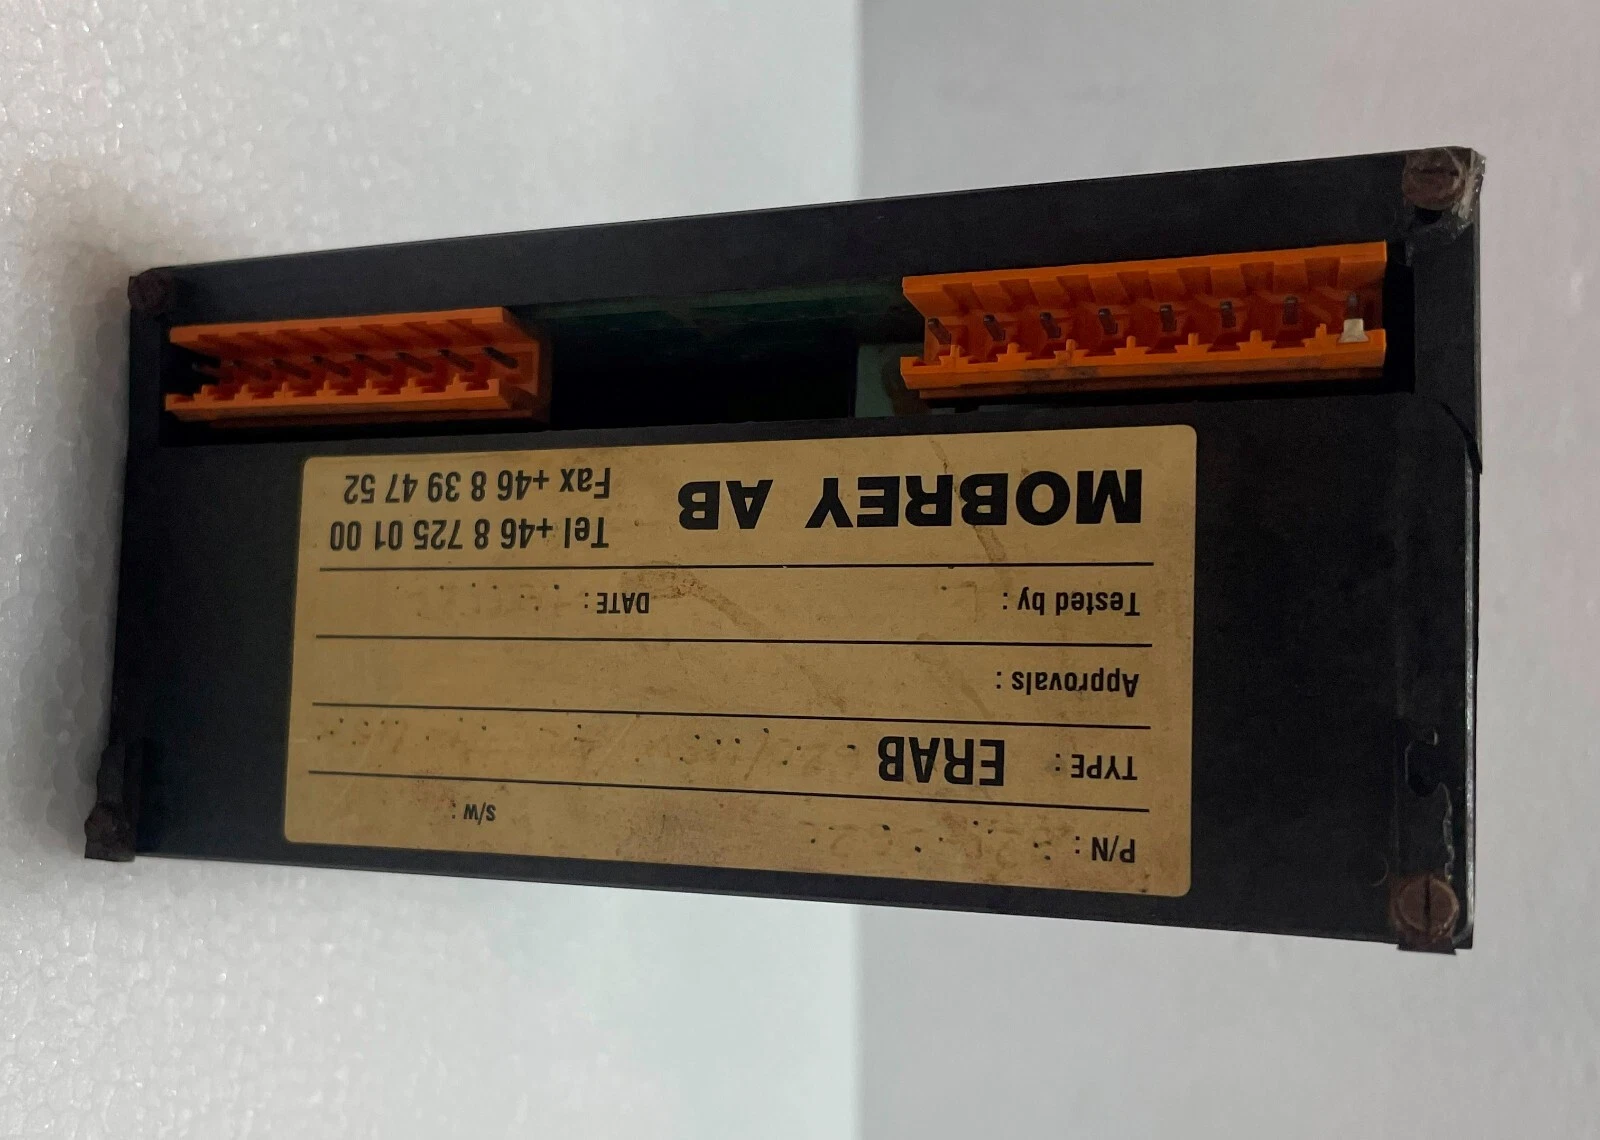 P/N :
S/W :
TYPE : ERAB
Approvals :
Tested by : DATE :
MOBREY AB Tel +46 8 725 01 00
Fax +46 8 39 47 52